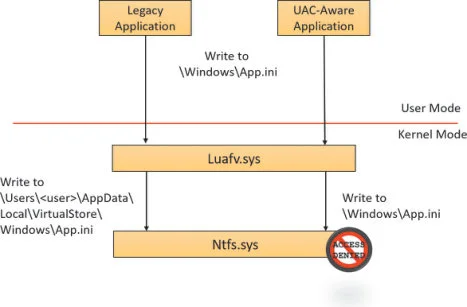 Legacy
Application
UAC-Aware
Application
Write to
\Windows\App.ini
User Mode
Kernel Mode
Luafv.sys
Write to
\Users\<user>\AppData\
Local\VirtualStore\
Windows\App.ini
Write to
\Windows\App.ini
Ntfs.sys
ACCESS
DENIED